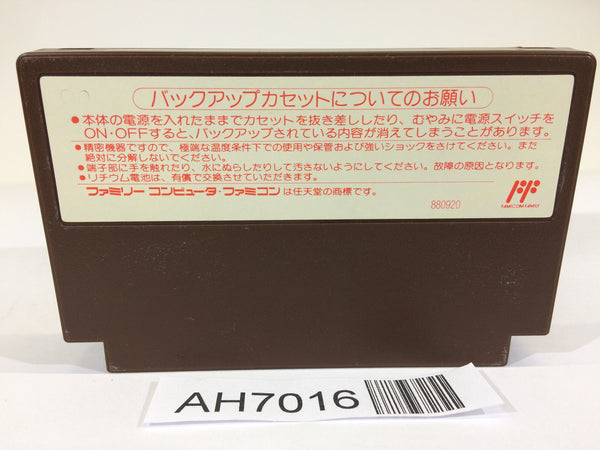 バックアップカセットについてのお願い
●本体の電源を入れたままでカセットを抜き差ししたり、むやみに電源スイッチを
ON・OFFすると、バックアップされている内容が消えてしまうことがあります。
●精密機器ですので、極端な温度条件下での使用や保管および強いショックをさけてください。また
絶対に分解しないでください。
●端子部に手を触れたり、水にぬらしたりして汚さないようにしてください。故障の原因となります。
●リチウム電池は、有償で交換させていただきます。
ファミリー コンピュータ・ファミコン は任天堂の商標です。
880920
FAMICOM FAMILY
AH7016